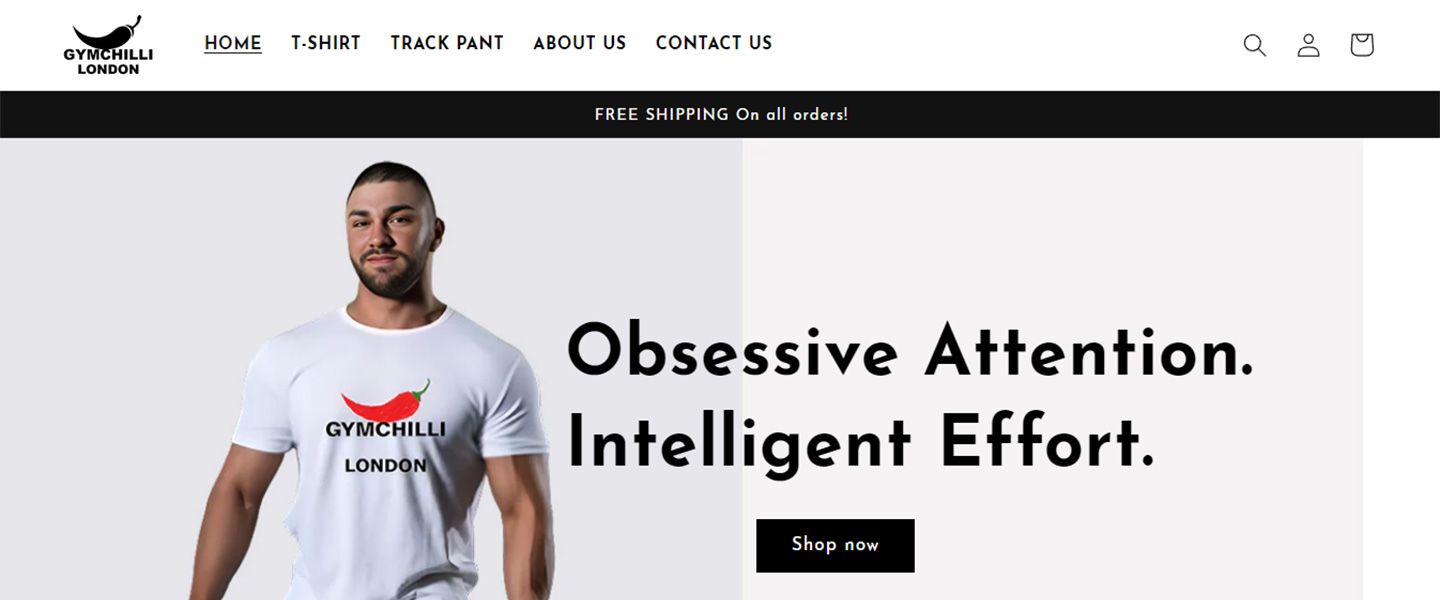 GYMCHILLI
LONDON
HOME T-SHIRT TRACK PANT ABOUT US CONTACT US
FREE SHIPPING On all orders!
Obsessive Attention.
Intelligent Effort.
GYMCHILLI
LONDON
Shop now